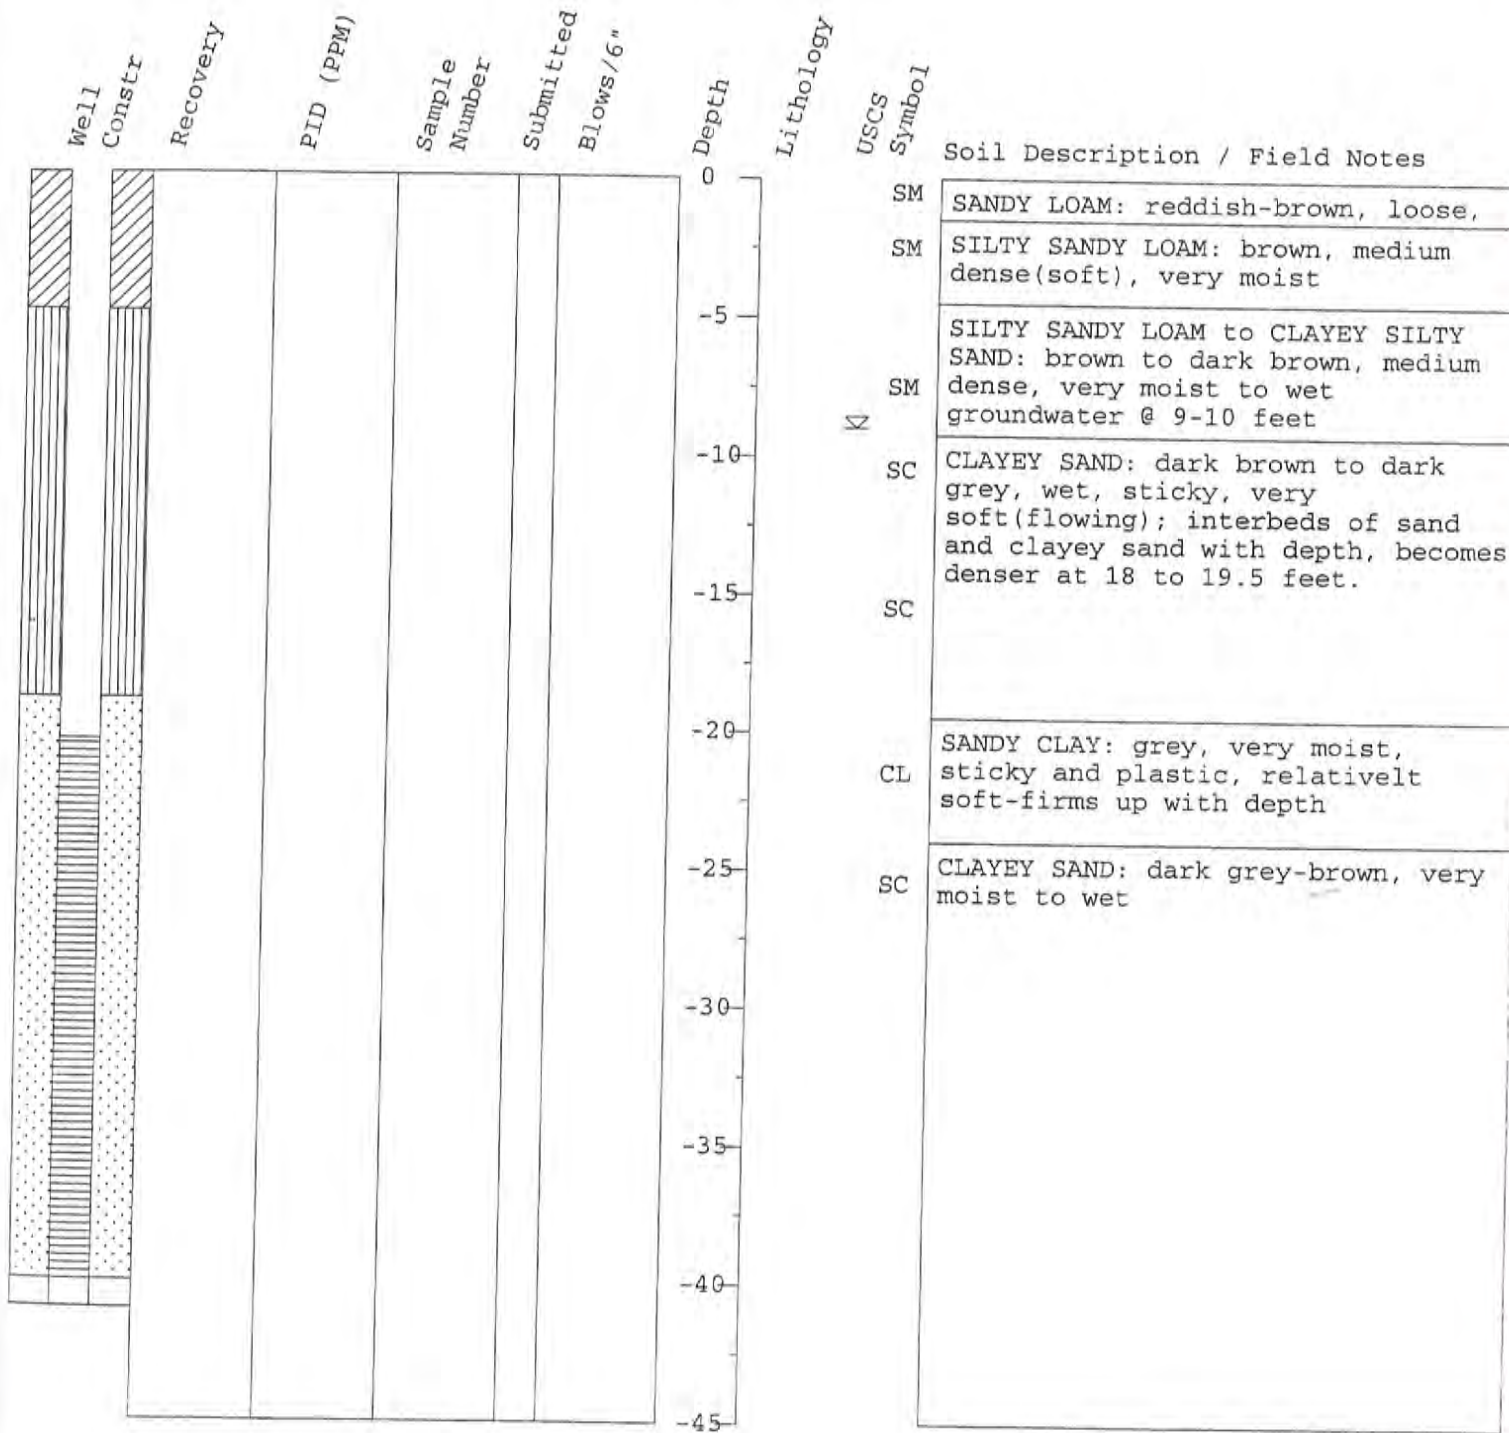 Well
Constr
Recovery
PID (PPM)
Sample
Number
Submitted
Blows/6"
Depth
Lithology
USCS
Symbol
Soil Description / Field Notes
0
SM
SANDY LOAM: reddish-brown, loose,
SM
SILTY SANDY LOAM: brown, medium
dense(soft), very moist
-5
SILTY SANDY LOAM to CLAYEY SILTY
SAND: brown to dark brown, medium
SM
dense, very moist to wet
groundwater @ 9-10 feet
-10
SC
CLAYEY SAND: dark brown to dark
grey, wet, sticky, very
soft(flowing); interbeds of sand
and clayey sand with depth, becomes
denser at 18 to 19.5 feet.
-15
SC
-20
SANDY CLAY: grey, very moist,
CL
sticky and plastic, relativelt
soft-firms up with depth
-25
SC
CLAYEY SAND: dark grey-brown, very
moist to wet
-30
-35
-40
-45